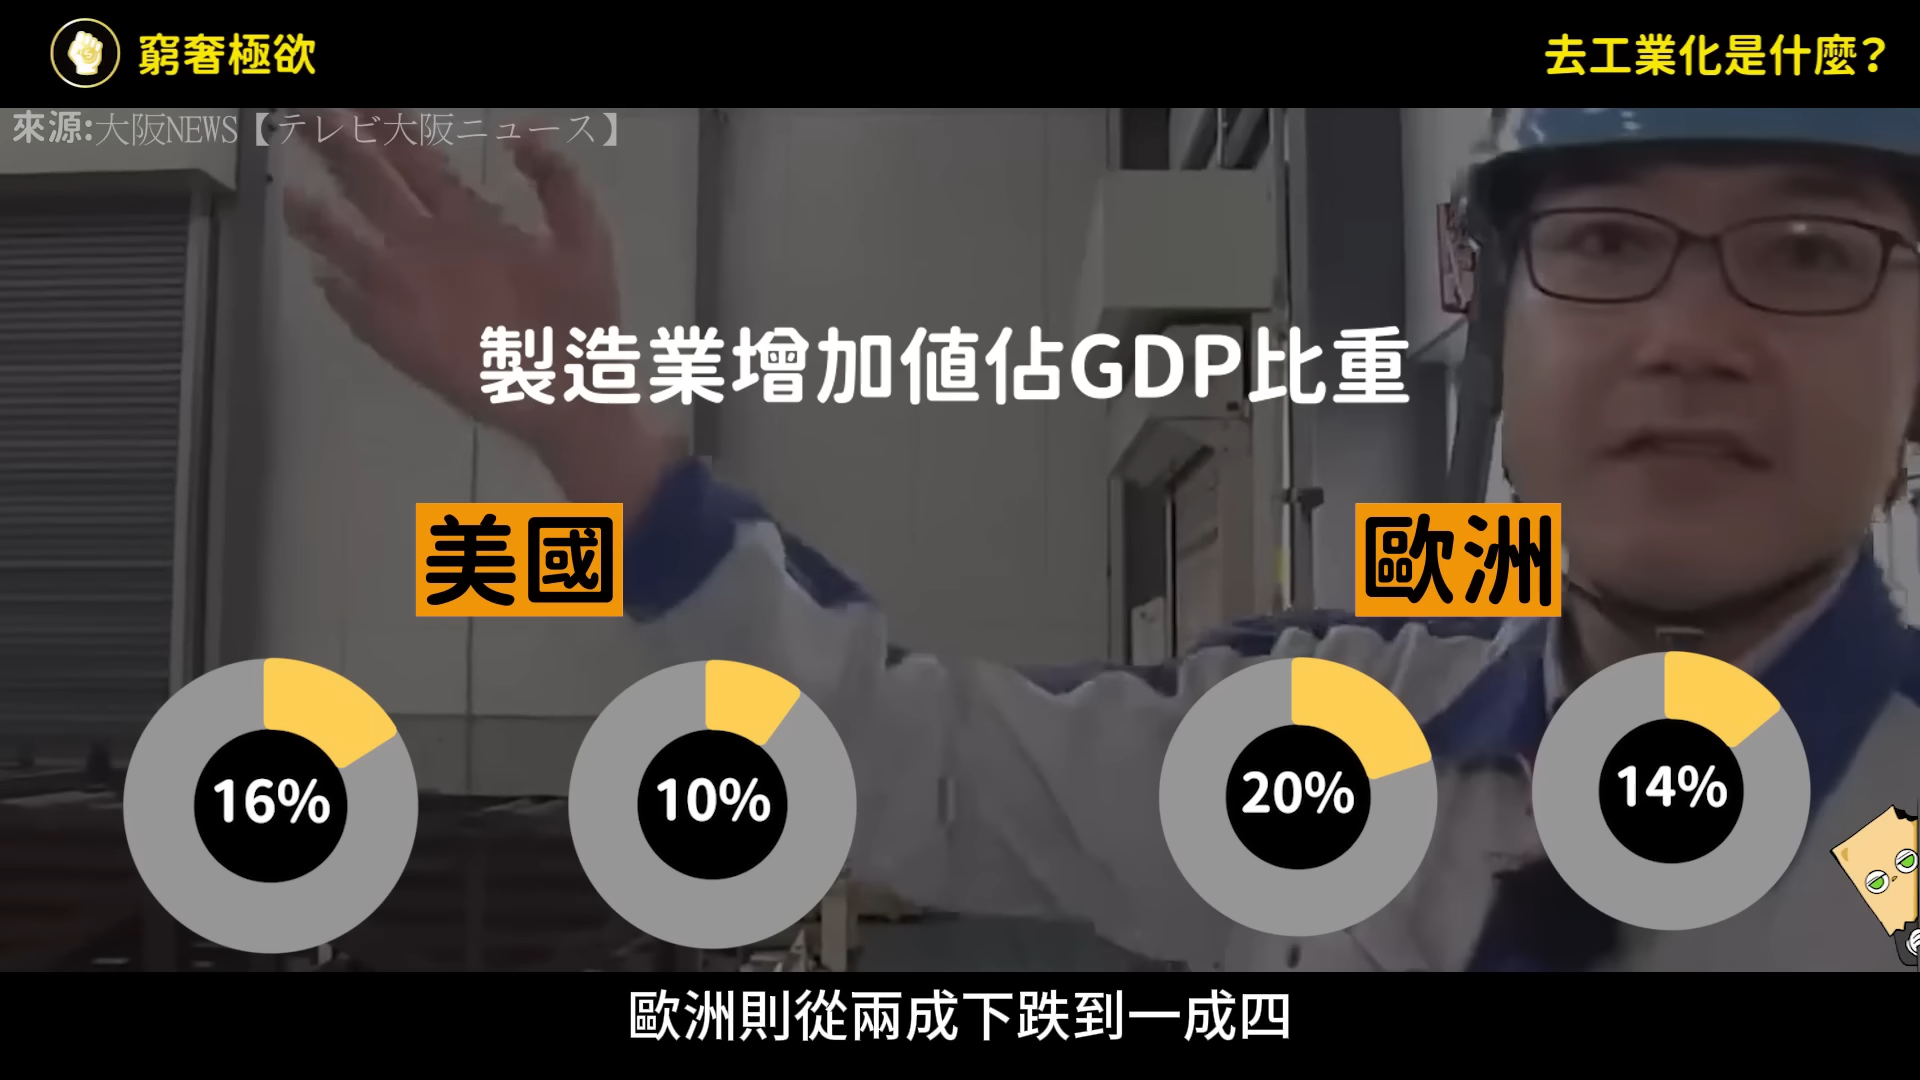 窮奢極欲
去工業化是什麼?
來源:大阪NEWS【テレビ大阪ニュース】
製造業增加值佔GDP比重
美國
歐洲
16%
10%
20%
14%
歐洲則從兩成下跌到一成四